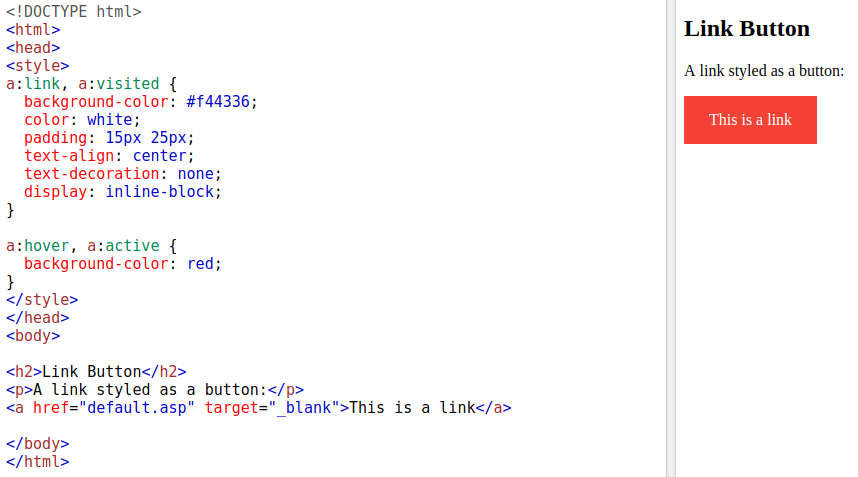 <!DOCTYPE html>
<html>
<head>
<style>
a:link, a:visited {
  background-color: #f44336;
  color: white;
  padding: 15px 25px;
  text-align: center;
  text-decoration: none;
  display: inline-block;
}

a:hover, a:active {
  background-color: red;
}
</style>
</head>
<body>

<h2>Link Button</h2>
<p>A link styled as a button:</p>
<a href="default.asp" target="_blank">This is a link</a>

</body>
</html>
Link Button
A link styled as a button:
This is a link